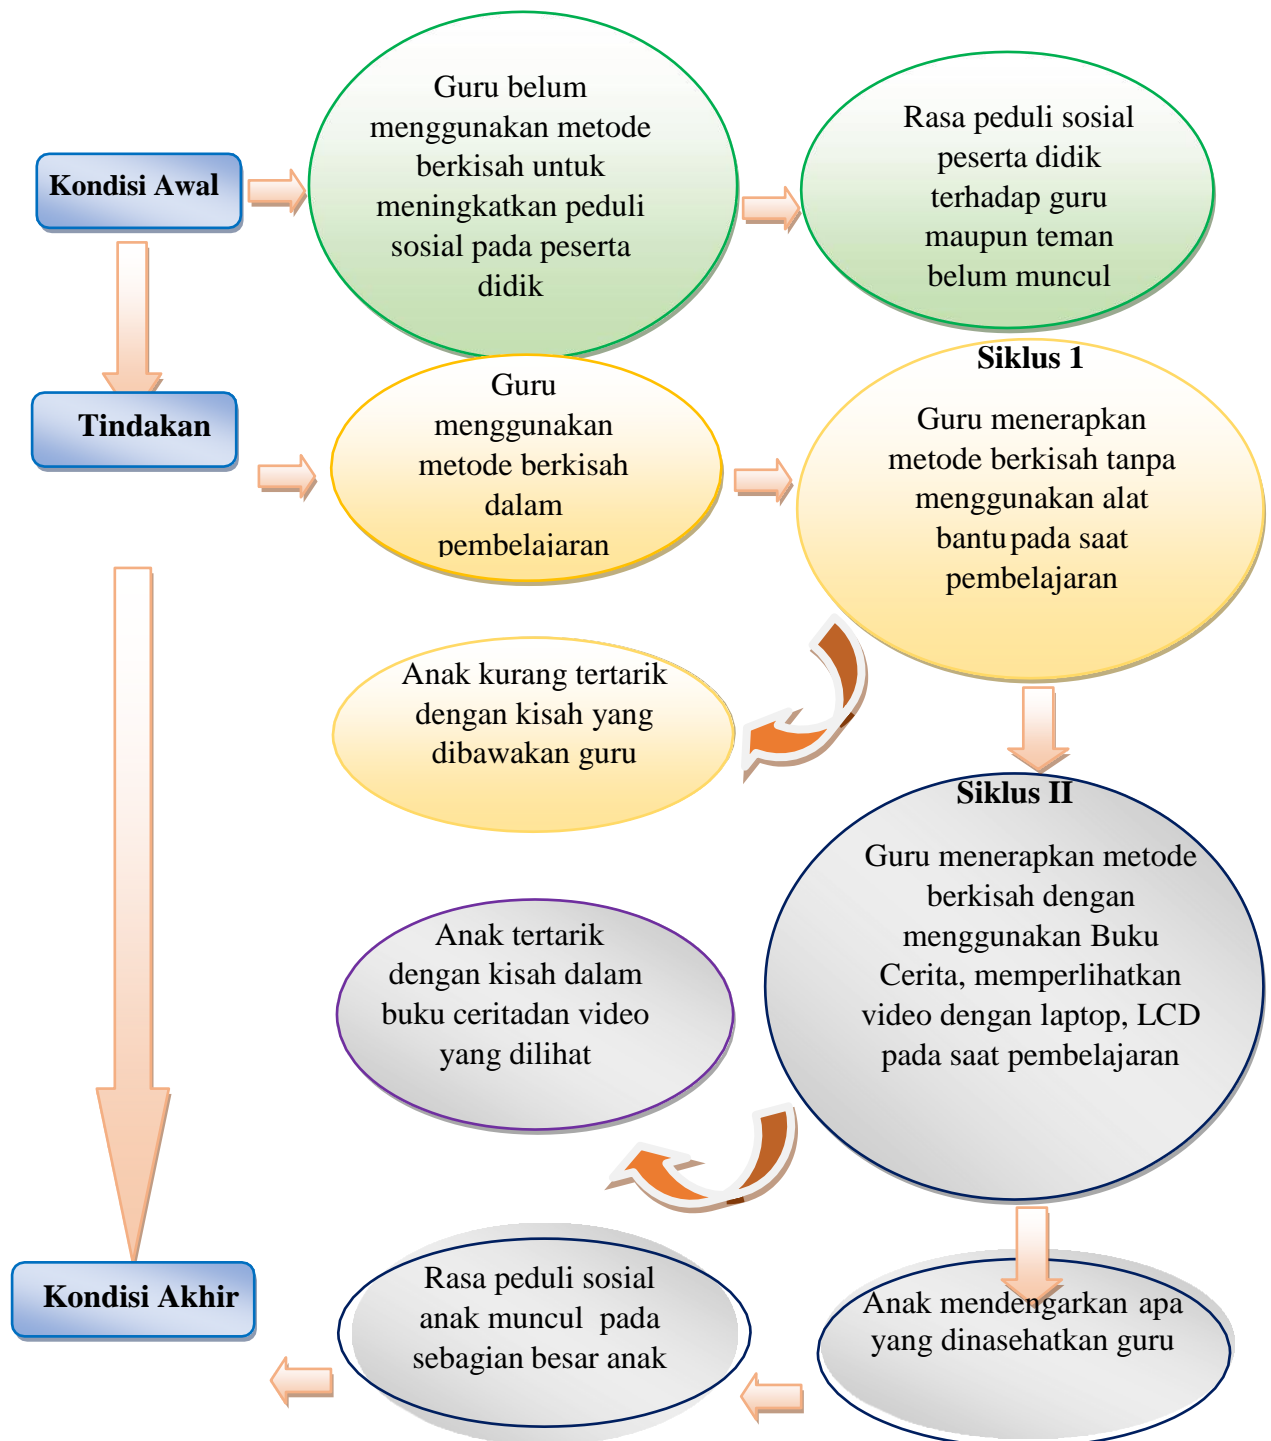 Kondisi Awal
Guru belum
menggunakan metode
berkisah untuk
meningkatkan peduli
sosial pada peserta
didik
Rasa peduli sosial
peserta didik
terhadap guru
maupun teman
belum muncul
Tindakan
Guru
menggunakan
metode berkisah
dalam
pembelajaran
Siklus 1
Guru menerapkan
metode berkisah tanpa
menggunakan alat
bantu pada saat
pembelajaran
Anak kurang tertarik
dengan kisah yang
dibawakan guru
Siklus II
Guru menerapkan metode
berkisah dengan
menggunakan Buku
Cerita, memperlihatkan
video dengan laptop, LCD
pada saat pembelajaran
Anak tertarik
dengan kisah dalam
buku ceritadan video
yang dilihat
Anak mendengarkan apa
yang dinasehatkan guru
Rasa peduli sosial
anak muncul pada
sebagian besar anak
Kondisi Akhir